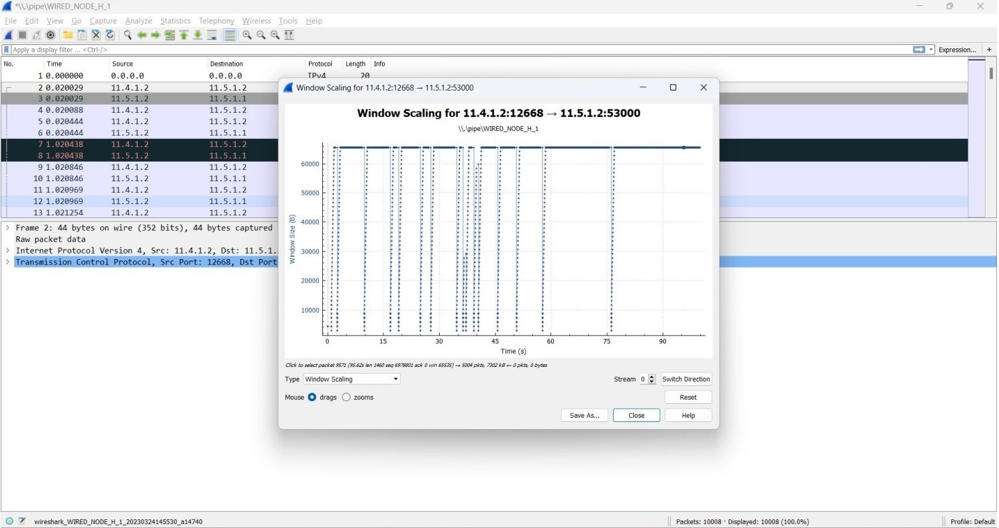 *\\.\pipe\WIRED_NODE_H_1
File Edit View Go Capture Analyze Statistics Telephony Wireless Tools Help
Apply a display filter ... <Ctrl-/> Expression... +
No. Time Source Destination Protocol Length Info
1 0.000000 0.0.0.0 0.0.0.0 IPv4 20
2 0.020029 11.4.1.2 11.5.1.2
3 0.020029 11.5.1.2 11.5.1.1
4 0.020088 11.4.1.2 11.5.1.2
5 0.020444 11.4.1.2 11.5.1.2
6 0.020444 11.5.1.2 11.5.1.1
7 1.020438 11.4.1.2 11.5.1.2
8 1.020438 11.5.1.2 11.5.1.1
9 1.020846 11.4.1.2 11.5.1.2
10 1.020846 11.5.1.2 11.5.1.1
11 1.020969 11.4.1.2 11.5.1.2
12 1.020969 11.5.1.2 11.5.1.1
13 1.021254 11.4.1.2 11.5.1.2
Frame 2: 44 bytes on wire (352 bits), 44 bytes captured
Raw packet data
Internet Protocol Version 4, Src: 11.4.1.2, Dst: 11.5.1.
Transmission Control Protocol, Src Port: 12668, Dst Port
Window Scaling for 11.4.1.2:12668 → 11.5.1.2:53000
Window Scaling for 11.4.1.2:12668 → 11.5.1.2:53000
\\.\pipe\WIRED_NODE_H_1
Window Size (B)
60000
50000
40000
30000
20000
10000
0 15 30 45 60 75 90
Time (s)
Click to select packet 9571 (95.62s len 1460 seq 6978801 ack 0 win 65535) → 5004 pkts, 7302 kB ← 0 pkts, 0 bytes
Type Window Scaling Stream 0 Switch Direction
Mouse drags zooms Reset
Save As... Close Help
wireshark_WIRED_NODE_H_1_20230324145530_a14740 Packets: 10008 · Displayed: 10008 (100.0%) Profile: Default